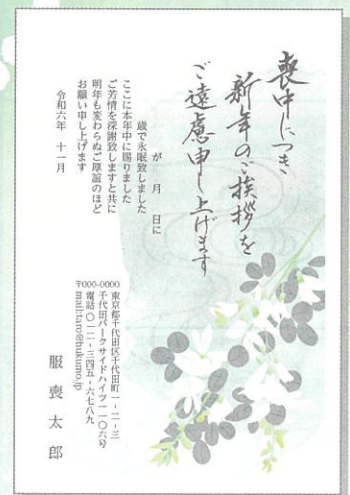 喪中につき
新年のご挨拶を
ご遠慮申し上げます
が 月 日に
歳で永眠致しました
ここに本年中に賜りました
ご芳情を深謝致しますと共に
明年も変わらぬご厚誼のほど
お願い申し上げます
令和六年 十一月
東京都千代田区千代田町一-二-三
千代田パークサイドハイツ一一〇六号
電話〇一二-三四五-六七八九
mail:taro@fukumo.jp
〒000-0000
服喪太郎